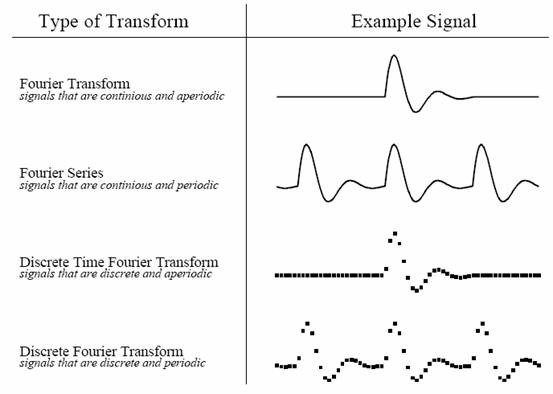 Type of Transform
Example Signal
Fourier Transform
signals that are continious and aperiodic
Fourier Series
signals that are continious and periodic
Discrete Time Fourier Transform
signals that are discrete and aperiodic
Discrete Fourier Transform
signals that are discrete and periodic